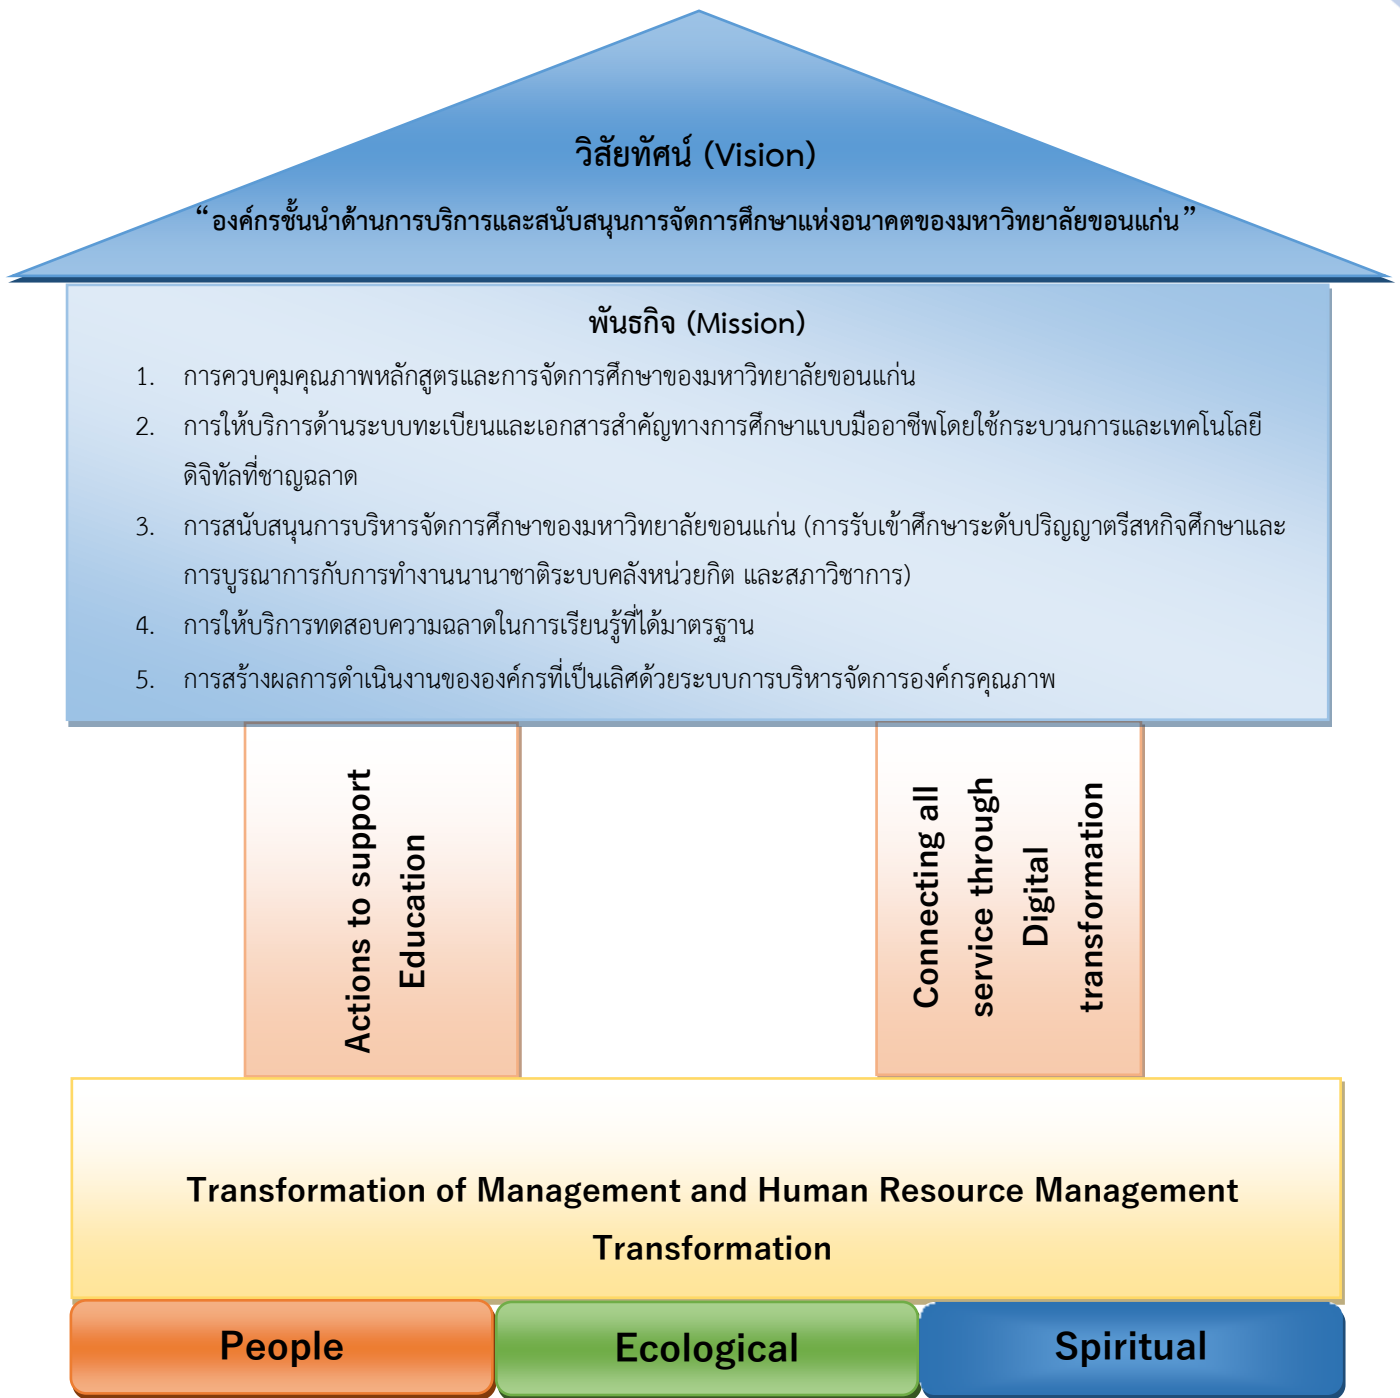 วิสัยทัศน์ (Vision)
“องค์กรชั้นนำด้านการบริการและสนับสนุนการจัดการศึกษาแห่งอนาคตของมหาวิทยาลัยขอนแก่น”
พันธกิจ (Mission)
1. การควบคุมคุณภาพหลักสูตรและการจัดการศึกษาของมหาวิทยาลัยขอนแก่น
2. การให้บริการด้านระบบทะเบียนและเอกสารสำคัญทางการศึกษาแบบมืออาชีพโดยใช้กระบวนการและเทคโนโลยี
ดิจิทัลที่ชาญฉลาด
3. การสนับสนุนการบริหารจัดการศึกษาของมหาวิทยาลัยขอนแก่น (การรับเข้าศึกษาระดับปริญญาตรีสหกิจศึกษาและ
การบูรณาการกับการทำงานนานาชาติระบบคลังหน่วยกิต และสภาวิชาการ)
4. การให้บริการทดสอบความฉลาดในการเรียนรู้ที่ได้มาตรฐาน
5. การสร้างผลการดำเนินงานขององค์กรที่เป็นเลิศด้วยระบบการบริหารจัดการองค์กรคุณภาพ
Actions to support
Education
Connecting all
service through
Digital
transformation
Transformation of Management and Human Resource Management
Transformation
People
Ecological
Spiritual